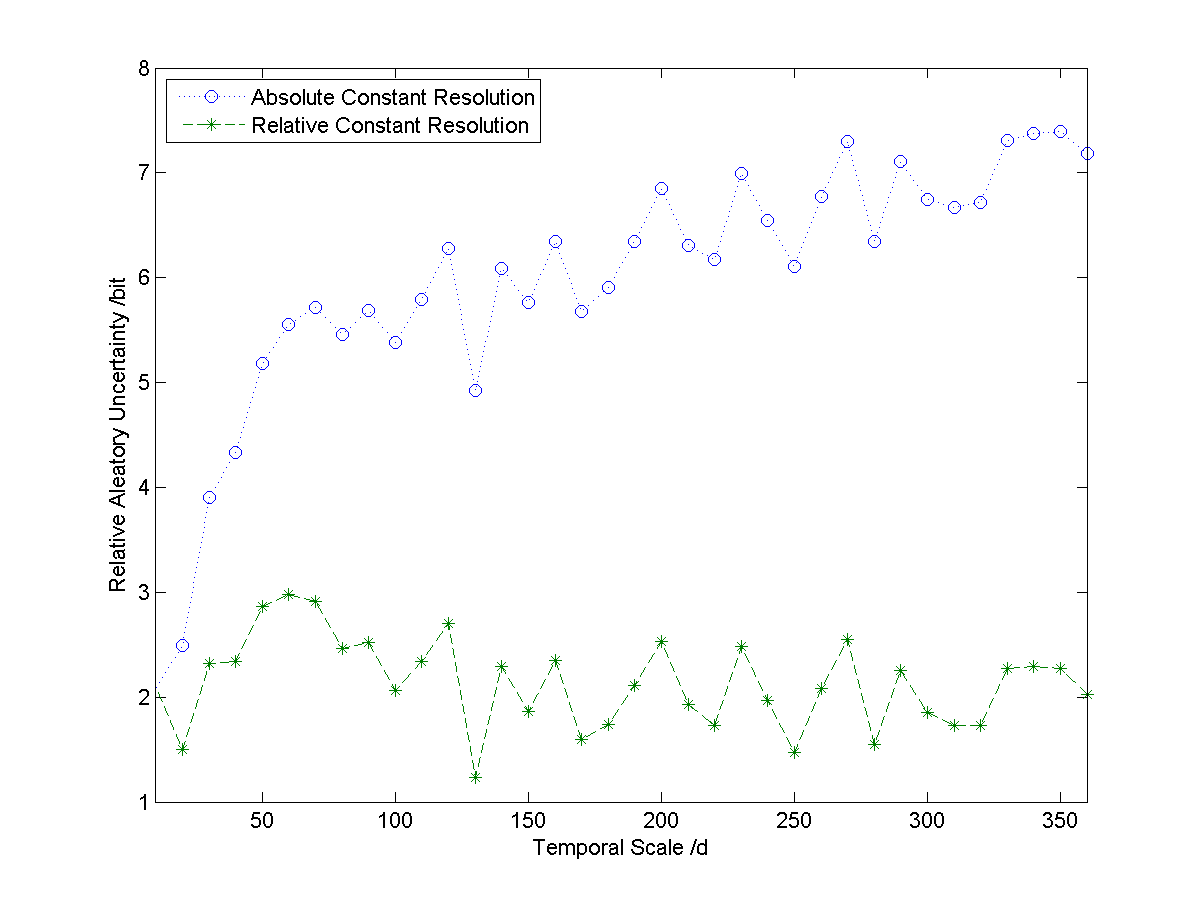 Absolute Constant Resolution
Relative Constant Resolution
8
7
6
5
4
3
2
1
Relative Aleatory Uncertainty /bit
50 100 150 200 250 300 350
Temporal Scale /d